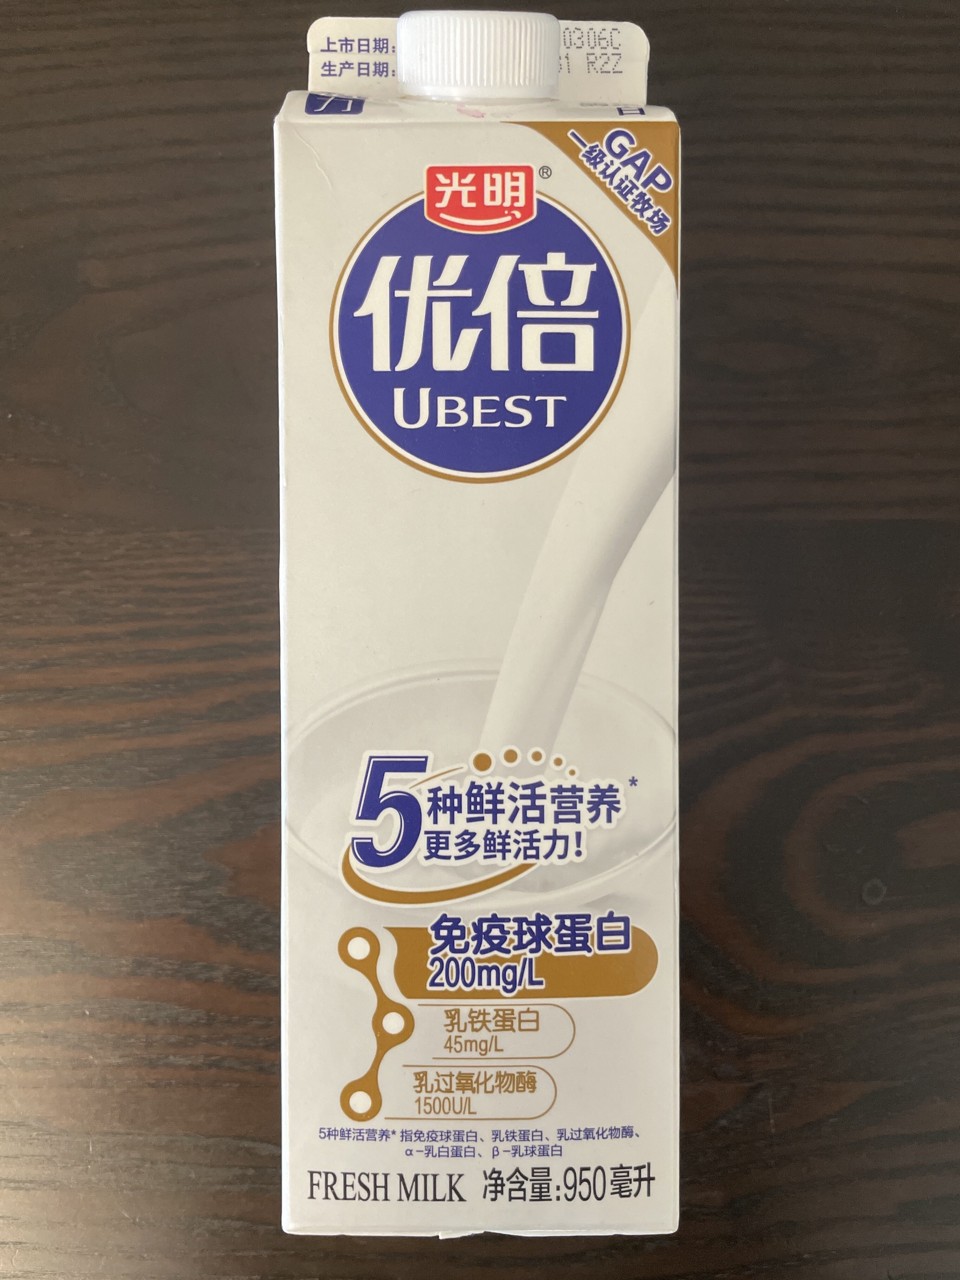 上市日期:
0306C
生产日期:
31 R2Z
GAP
一级认证牧场
光明®
优倍
UBEST
5种鲜活营养*
更多鲜活力!
免疫球蛋白
200mg/L
乳铁蛋白
45mg/L
乳过氧化物酶
1500U/L
5种鲜活营养*指免疫球蛋白、乳铁蛋白、乳过氧化物酶、
α-乳白蛋白、β-乳球蛋白
FRESH MILK 净含量:950毫升